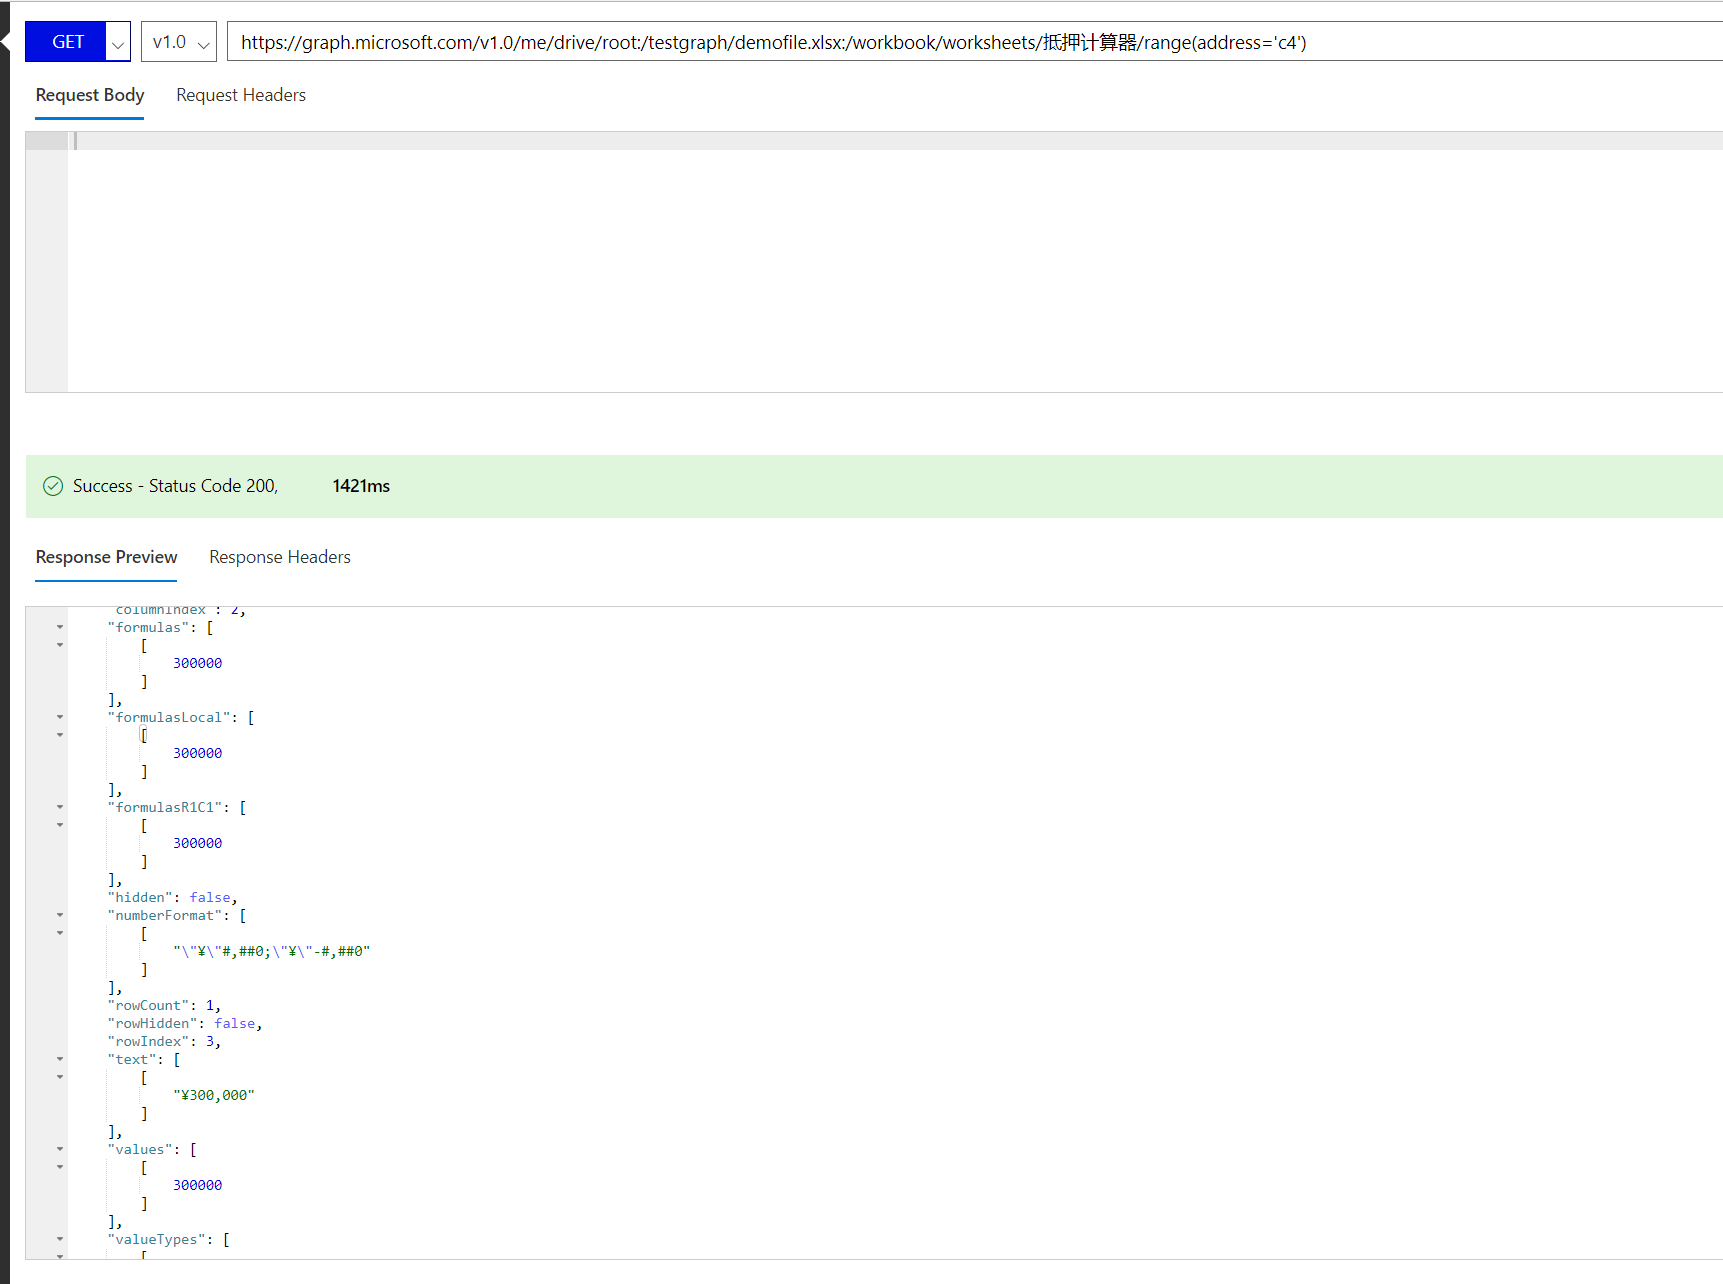 GET v1.0 https://graph.microsoft.com/v1.0/me/drive/root:/testgraph/demofile.xlsx:/workbook/worksheets/抵押计算器/range(address='c4')
Request Body Request Headers
Success - Status Code 200, 1421ms
Response Preview Response Headers
"columnIndex": 2,
"formulas": [
[
300000
]
],
"formulasLocal": [
[
300000
]
],
"formulasR1C1": [
[
300000
]
],
"hidden": false,
"numberFormat": [
[
"\"¥\"#,##0;\"¥\"-#,##0"
]
],
"rowCount": 1,
"rowHidden": false,
"rowIndex": 3,
"text": [
[
"¥300,000"
]
],
"values": [
[
300000
]
],
"valueTypes": [
[